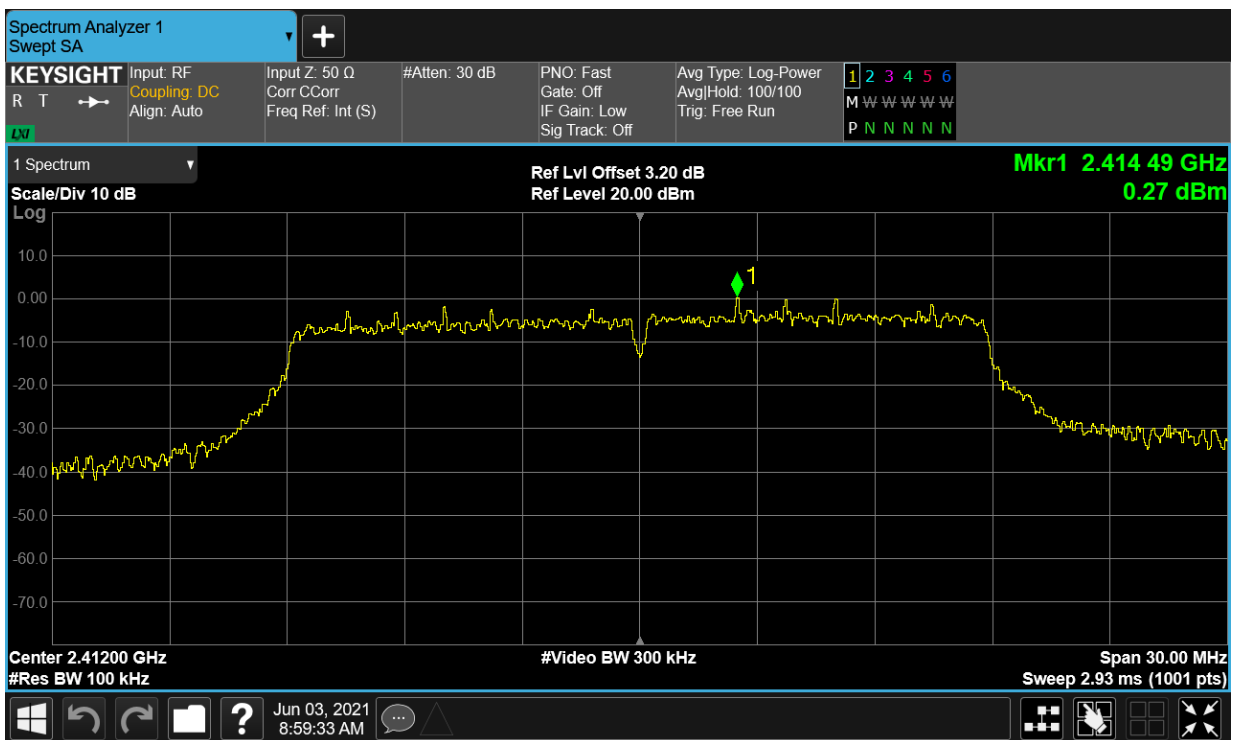 Spectrum Analyzer 1
Swept SA
+
KEYSIGHT
R T
LXI
Input: RF
Coupling: DC
Align: Auto
Input Z: 50 Ω
Corr CCorr
Freq Ref: Int (S)
#Atten: 30 dB
PNO: Fast
Gate: Off
IF Gain: Low
Sig Track: Off
Avg Type: Log-Power
Avg|Hold: 100/100
Trig: Free Run
1 2 3 4 5 6
M W W W W W
P N N N N N
1 Spectrum
Scale/Div 10 dB
Ref Lvl Offset 3.20 dB
Ref Level 20.00 dBm
Mkr1 2.414 49 GHz
0.27 dBm
Log
10.0
0.00
-10.0
-20.0
-30.0
-40.0
-50.0
-60.0
-70.0
1
Center 2.41200 GHz
#Res BW 100 kHz
#Video BW 300 kHz
Span 30.00 MHz
Sweep 2.93 ms (1001 pts)
?
Jun 03, 2021
8:59:33 AM